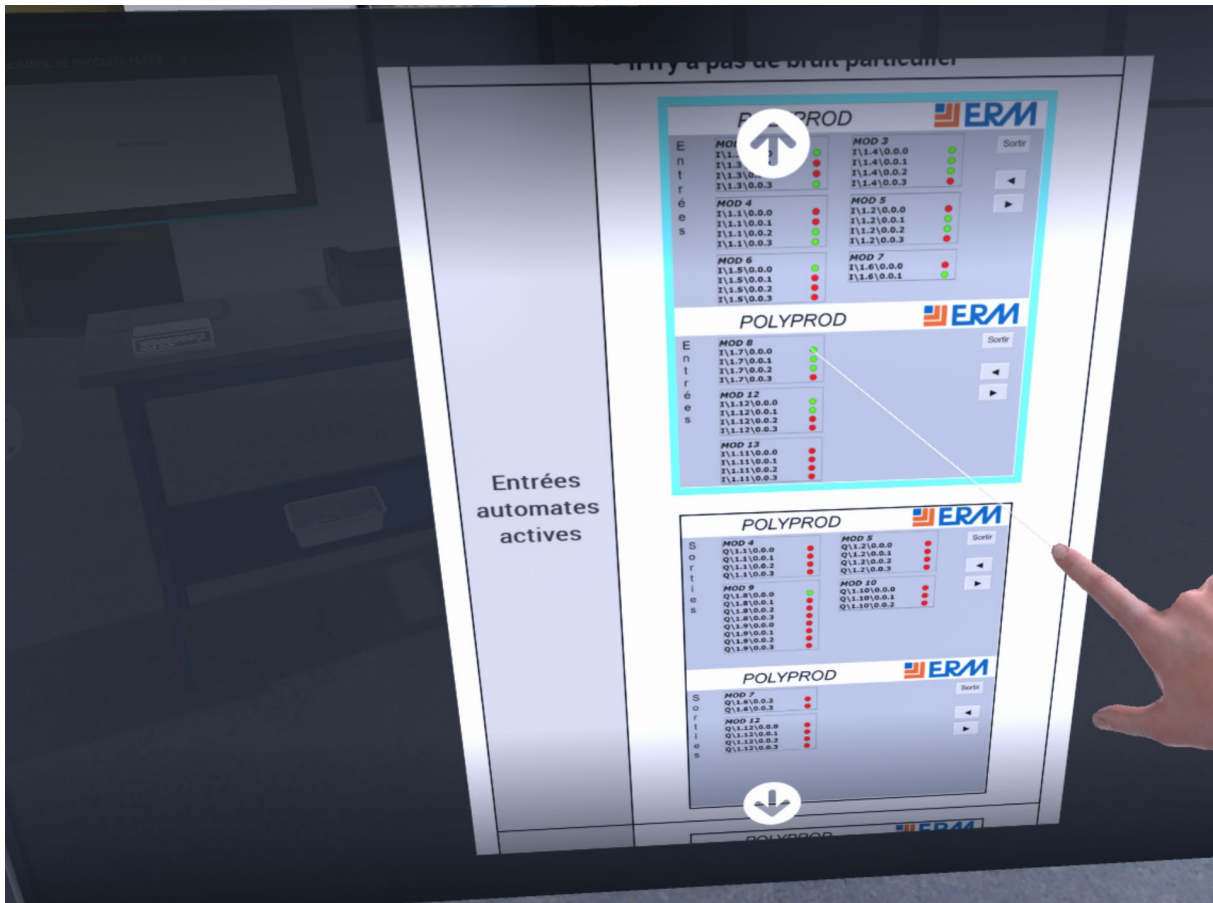 - Il n'y a pas de bruit particulier
POLYPROD
ERM
Entrées
MOD 3
Sortir
I\1.3\0.0.3
I\1.4\0.0.0
I\1.4\0.0.1
I\1.4\0.0.2
I\1.4\0.0.3
MOD 4
I\1.1\0.0.0
I\1.1\0.0.1
I\1.1\0.0.2
I\1.1\0.0.3
MOD 5
I\1.2\0.0.0
I\1.2\0.0.1
I\1.2\0.0.2
I\1.2\0.0.3
MOD 6
I\1.5\0.0.0
I\1.5\0.0.1
I\1.5\0.0.2
I\1.5\0.0.3
MOD 7
I\1.6\0.0.0
I\1.6\0.0.1
POLYPROD
ERM
Entrées
Sortir
MOD 8
I\1.7\0.0.0
I\1.7\0.0.1
I\1.7\0.0.2
I\1.7\0.0.3
MOD 12
I\1.12\0.0.0
I\1.12\0.0.1
I\1.12\0.0.2
I\1.12\0.0.3
MOD 13
I\1.11\0.0.0
I\1.11\0.0.1
I\1.11\0.0.2
I\1.11\0.0.3
Entrées
automates
actives
POLYPROD
ERM
Sorties
Sortir
MOD 4
Q\1.1\0.0.0
Q\1.1\0.0.1
Q\1.1\0.0.2
Q\1.1\0.0.3
MOD 5
Q\1.2\0.0.0
Q\1.2\0.0.1
Q\1.2\0.0.2
Q\1.2\0.0.3
MOD 9
Q\1.8\0.0.0
Q\1.8\0.0.1
Q\1.8\0.0.2
Q\1.8\0.0.3
Q\1.9\0.0.0
Q\1.9\0.0.1
Q\1.9\0.0.2
Q\1.9\0.0.3
MOD 10
Q\1.10\0.0.0
Q\1.10\0.0.1
Q\1.10\0.0.2
POLYPROD
ERM
Sorties
Sortir
MOD 7
Q\1.6\0.0.2
Q\1.6\0.0.3
MOD 12
Q\1.12\0.0.0
Q\1.12\0.0.1
Q\1.12\0.0.2
Q\1.12\0.0.3
POLYPROD
ERM